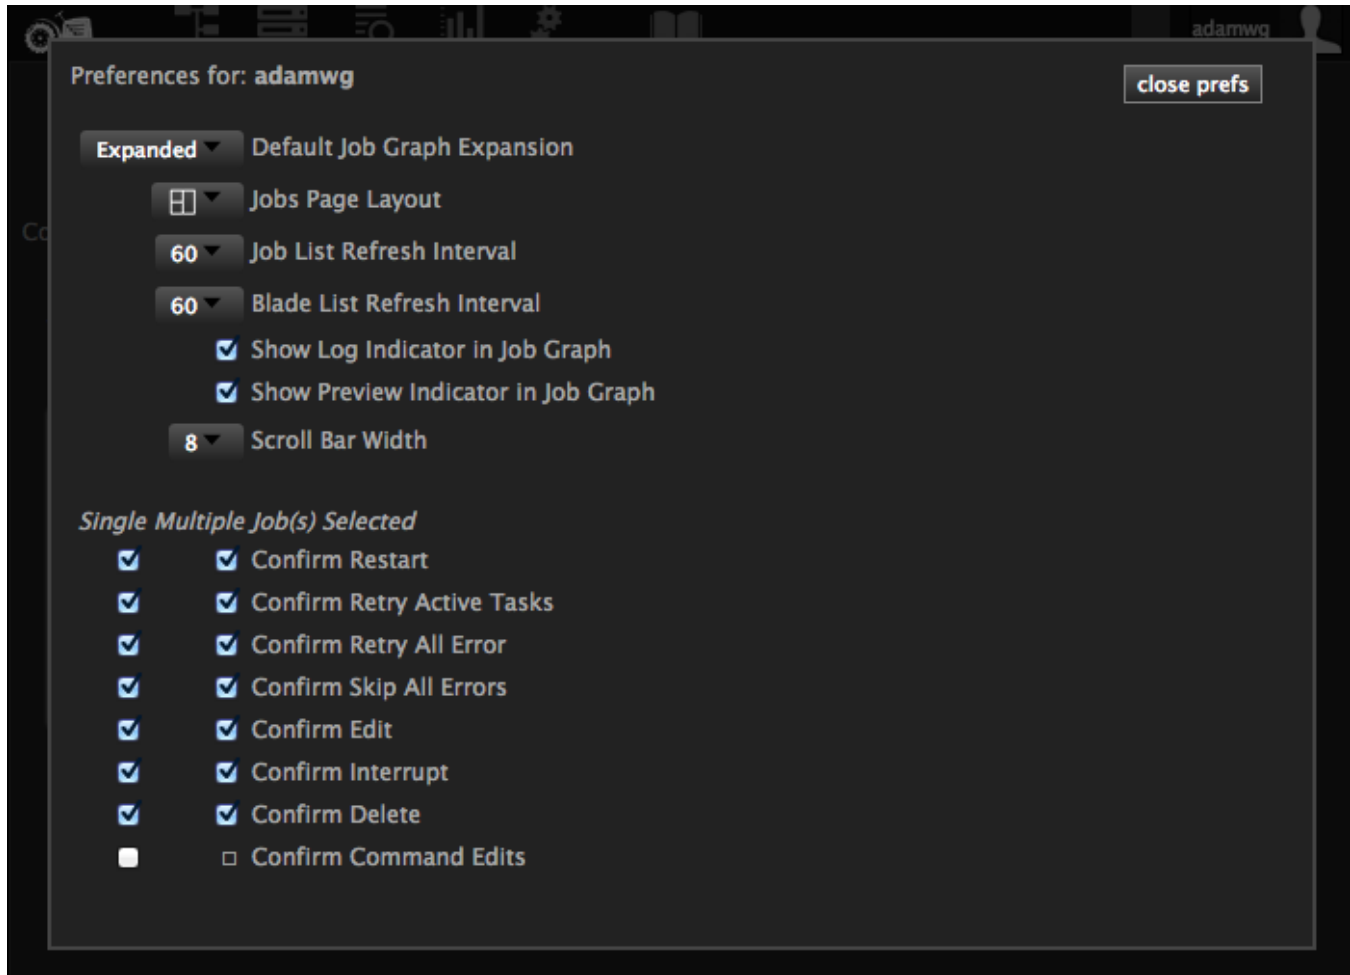 adamwg
Preferences for: adamwg
close prefs
Expanded Default Job Graph Expansion
Jobs Page Layout
Co
60 Job List Refresh Interval
60 Blade List Refresh Interval
Show Log Indicator in Job Graph
Show Preview Indicator in Job Graph
8 Scroll Bar Width
Single Multiple Job(s) Selected
Confirm Restart
Confirm Retry Active Tasks
Confirm Retry All Error
Confirm Skip All Errors
Confirm Edit
Confirm Interrupt
Confirm Delete
Confirm Command Edits